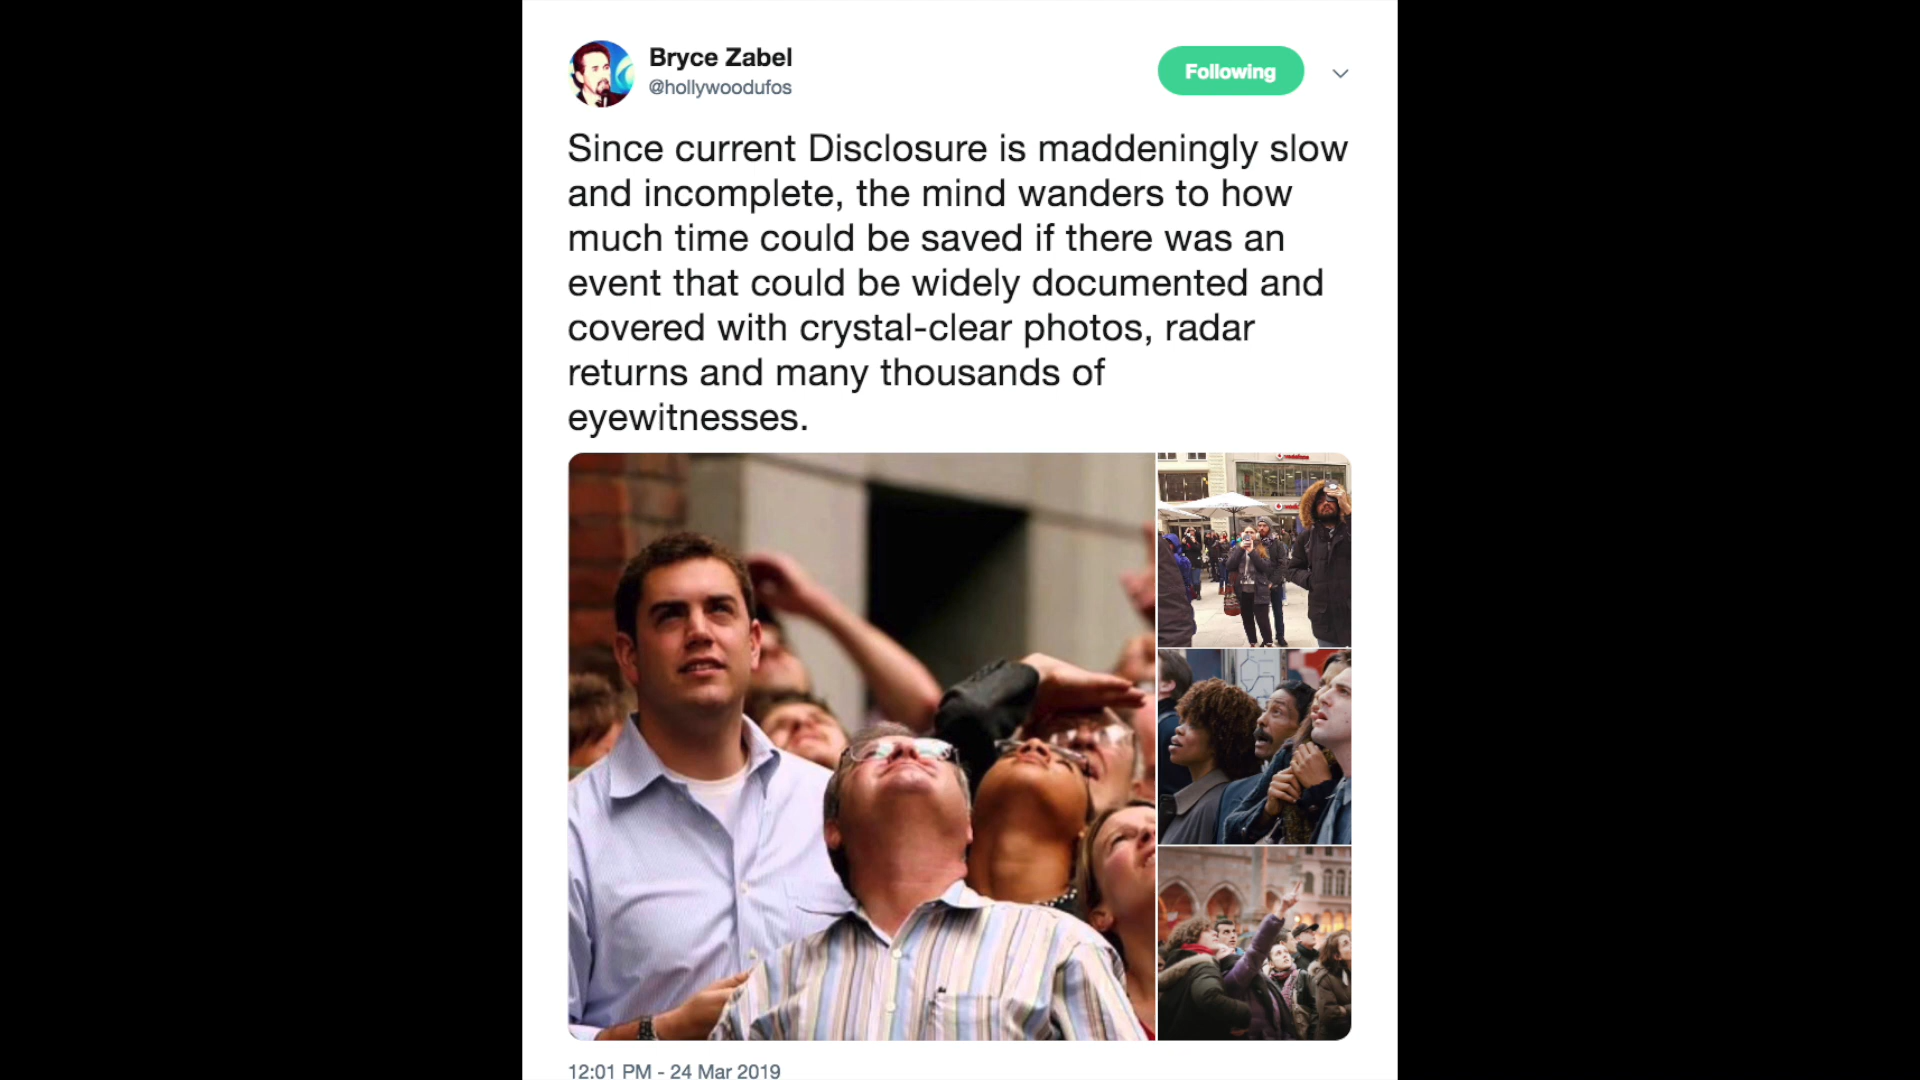 Bryce Zabel
@hollywoodufos
Following
Since current Disclosure is maddeningly slow
and incomplete, the mind wanders to how
much time could be saved if there was an
event that could be widely documented and
covered with crystal-clear photos, radar
returns and many thousands of
eyewitnesses.
12:01 PM - 24 Mar 2019